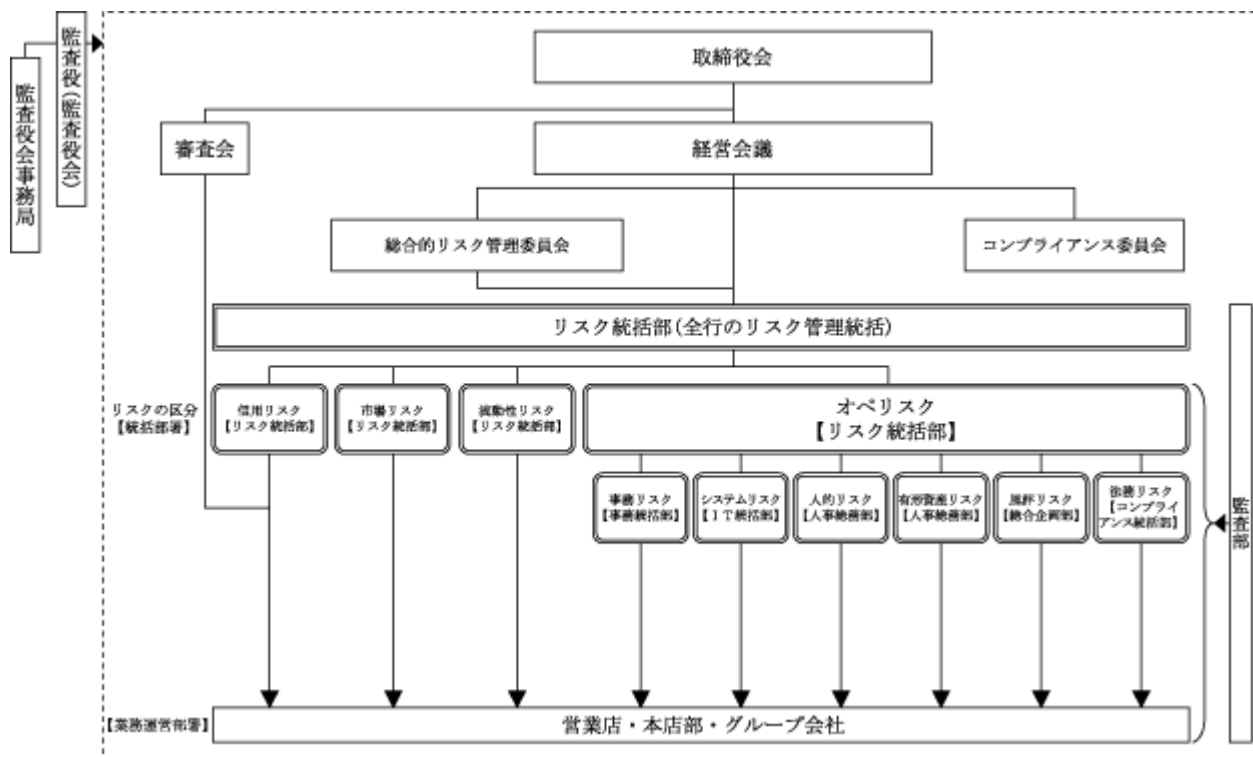 監査役会事務局
監査役(監査役会)
取締役会
審査会
経営会議
総合的リスク管理委員会
コンプライアンス委員会
リスク統括部(全行のリスク管理統括)
リスクの区分
【統括部署】
信用リスク
【リスク統括部】
市場リスク
【リスク統括部】
流動性リスク
【リスク統括部】
オペリスク
【リスク統括部】
事務リスク
【事務統括部】
システムリスク
【IT統括部】
人的リスク
【人事総務部】
有形資産リスク
【人事総務部】
風評リスク
【総合企画部】
法務リスク
【コンプライ
アンス統括部】
監査部
【業務運営部署】
営業店・本店部・グループ会社